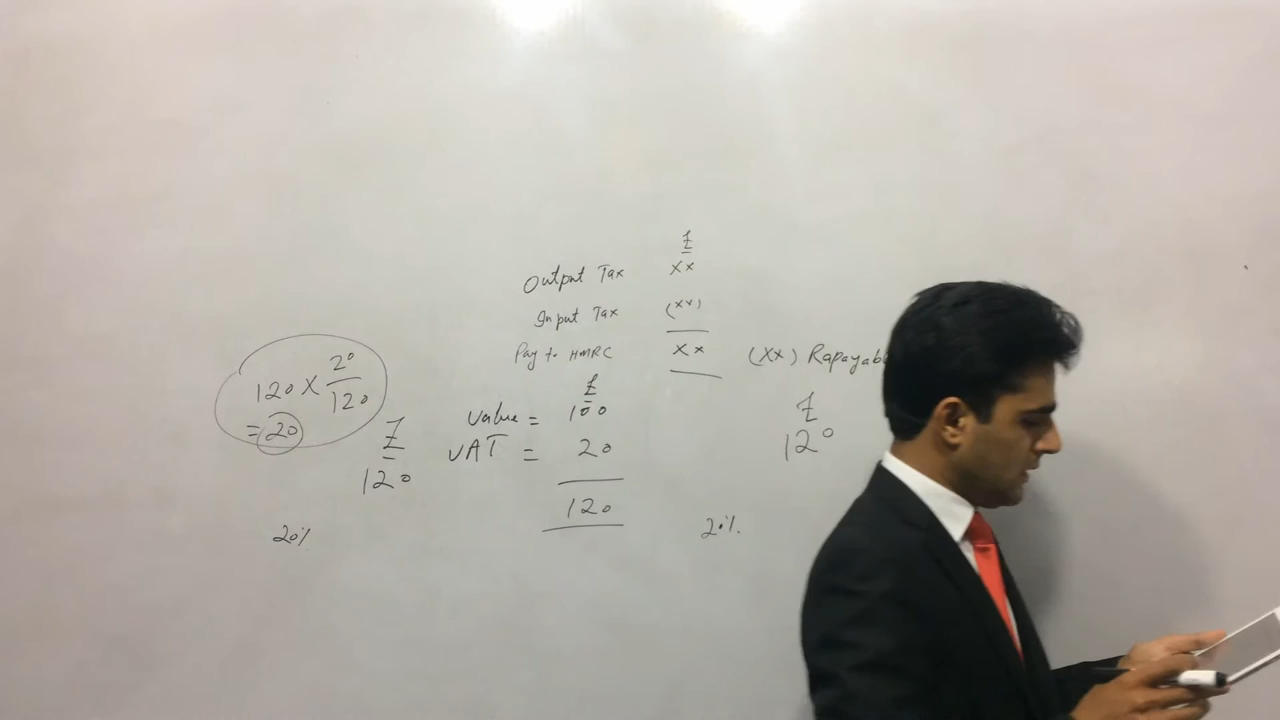 £
Output Tax xx
Input Tax (xx)
Pay to HMRC xx (xx) Rapayab
120 x 20/120
= 20
£
120
20%
£
value = 100
VAT = 20
120
£
120
20%